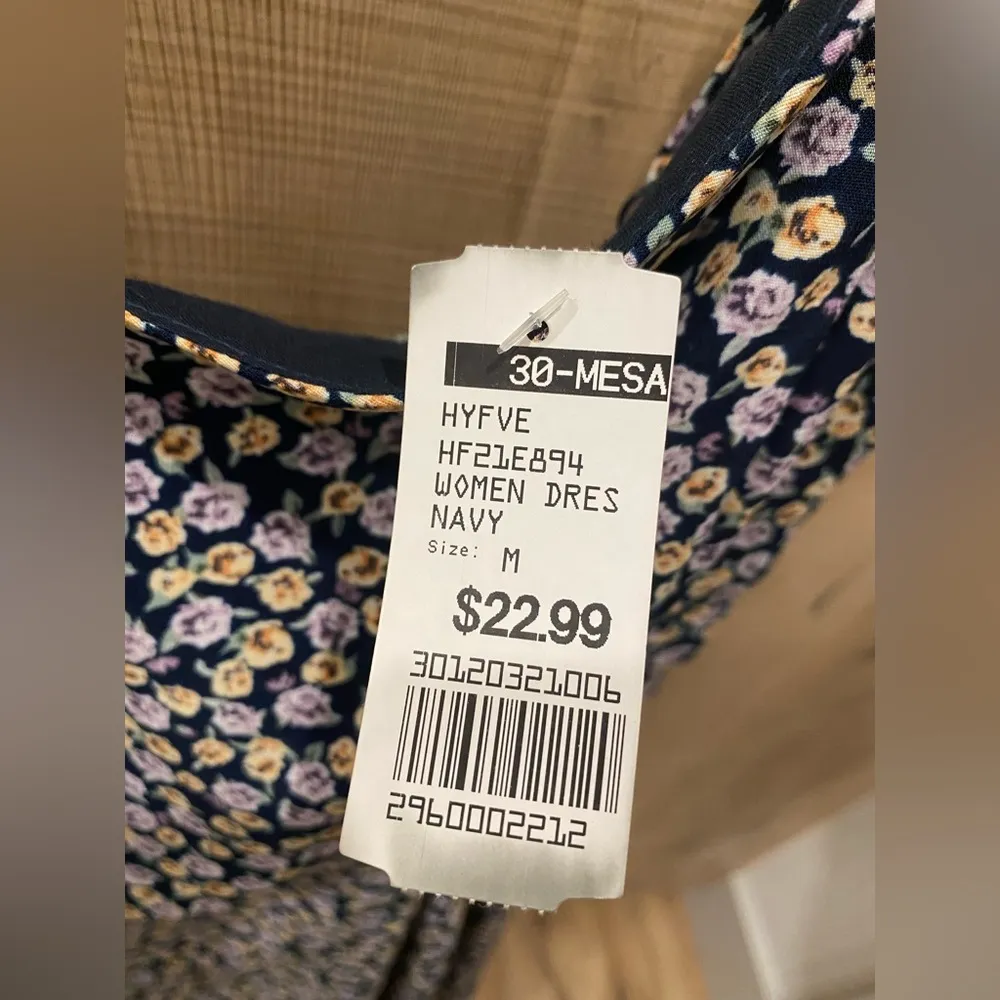 30-MESA
HYFVE
HF21E894
WOMEN DRES
NAVY
Size: M
$22.99
30120321006
2960002212